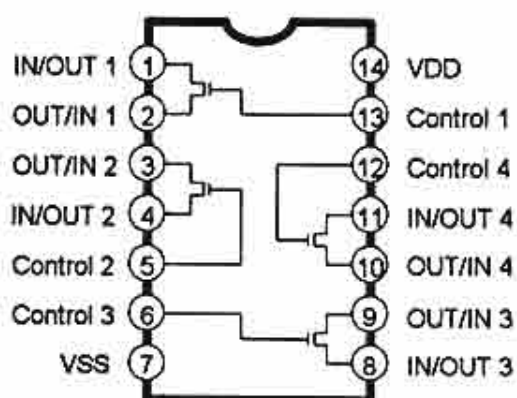 IN/OUT 1 1
OUT/IN 1 2
OUT/IN 2 3
IN/OUT 2 4
Control 2 5
Control 3 6
VSS 7
14 VDD
13 Control 1
12 Control 4
11 IN/OUT 4
10 OUT/IN 4
9 OUT/IN 3
8 IN/OUT 3